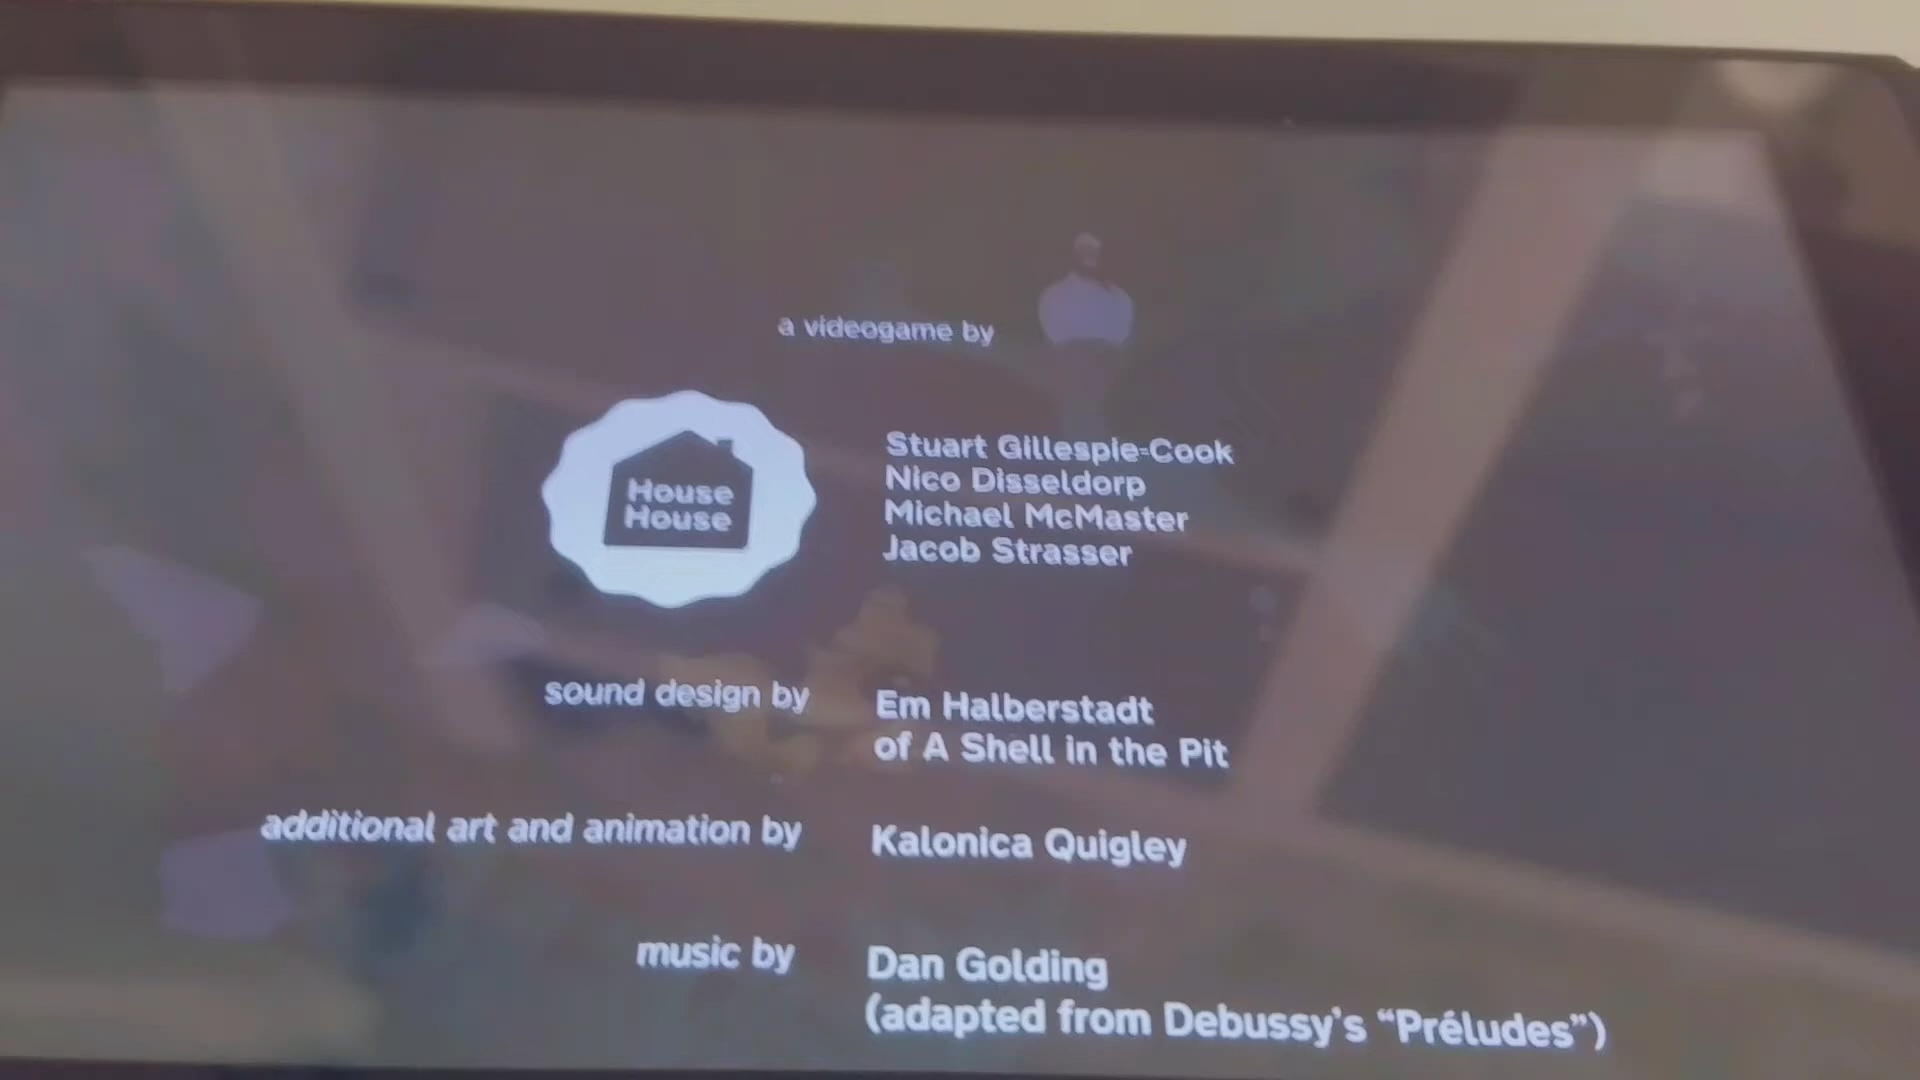 a videogame by
House
House
Stuart Gillespie-Cook
Nico Disseldorp
Michael McMaster
Jacob Strasser
sound design by
Em Halberstadt
of A Shell in the Pit
additional art and animation by
Kalonica Quigley
music by
Dan Golding
(adapted from Debussy's “Préludes”)